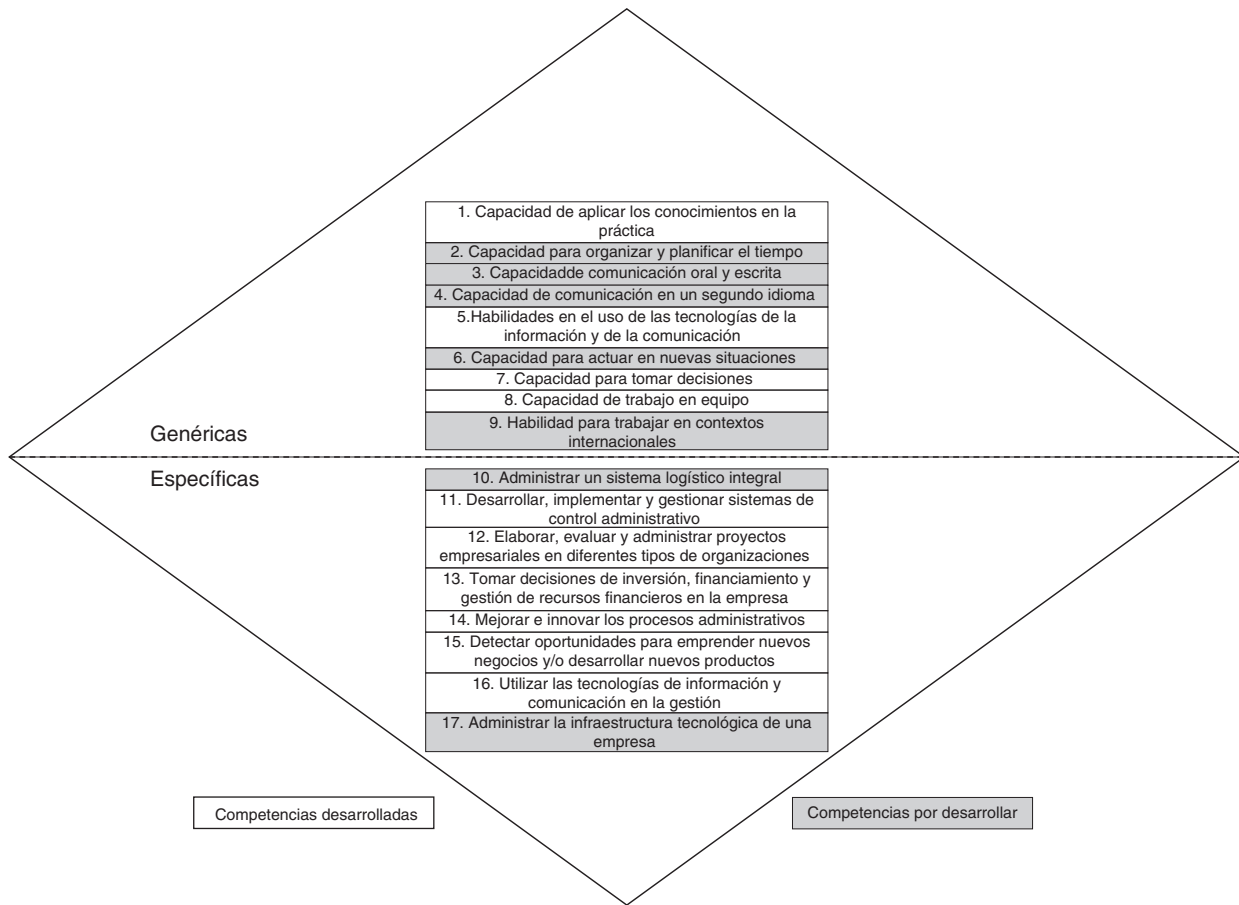 1. Capacidad de aplicar los conocimientos en la
práctica
2. Capacidad para organizar y planificar el tiempo
3. Capacidadde comunicación oral y escrita
4. Capacidad de comunicación en un segundo idioma
5.Habilidades en el uso de las tecnologías de la
información y de la comunicación
6. Capacidad para actuar en nuevas situaciones
7. Capacidad para tomar decisiones
8. Capacidad de trabajo en equipo
9. Habilidad para trabajar en contextos
internacionales
Genéricas
Específicas
10. Administrar un sistema logístico integral
11. Desarrollar, implementar y gestionar sistemas de
control administrativo
12. Elaborar, evaluar y administrar proyectos
empresariales en diferentes tipos de organizaciones
13. Tomar decisiones de inversión, financiamiento y
gestión de recursos financieros en la empresa
14. Mejorar e innovar los procesos administrativos
15. Detectar oportunidades para emprender nuevos
negocios y/o desarrollar nuevos productos
16. Utilizar las tecnologías de información y
comunicación en la gestión
17. Administrar la infraestructura tecnológica de una
empresa
Competencias desarrolladas
Competencias por desarrollar